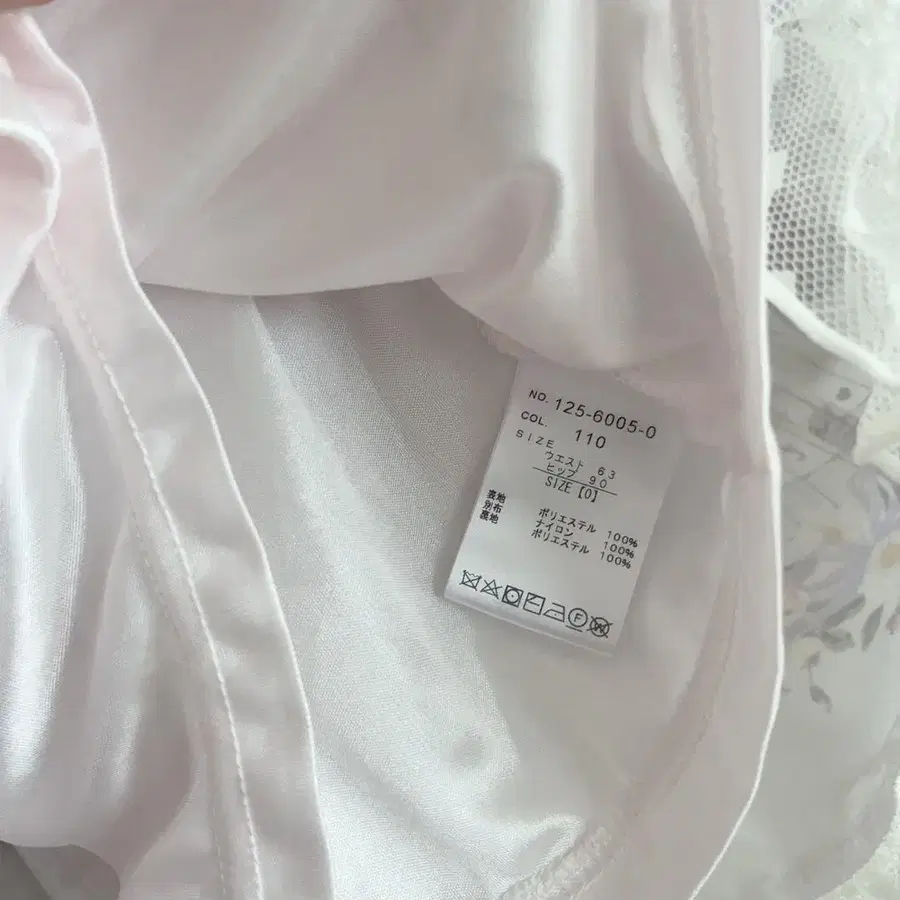 NO. 125-6005-0
COL. 110
SIZE
ウエスト 63
ヒップ 90
SIZE【0】
表地 ポリエステル 100%
別布 ナイロン 100%
裏地 ポリエステル 100%
F W